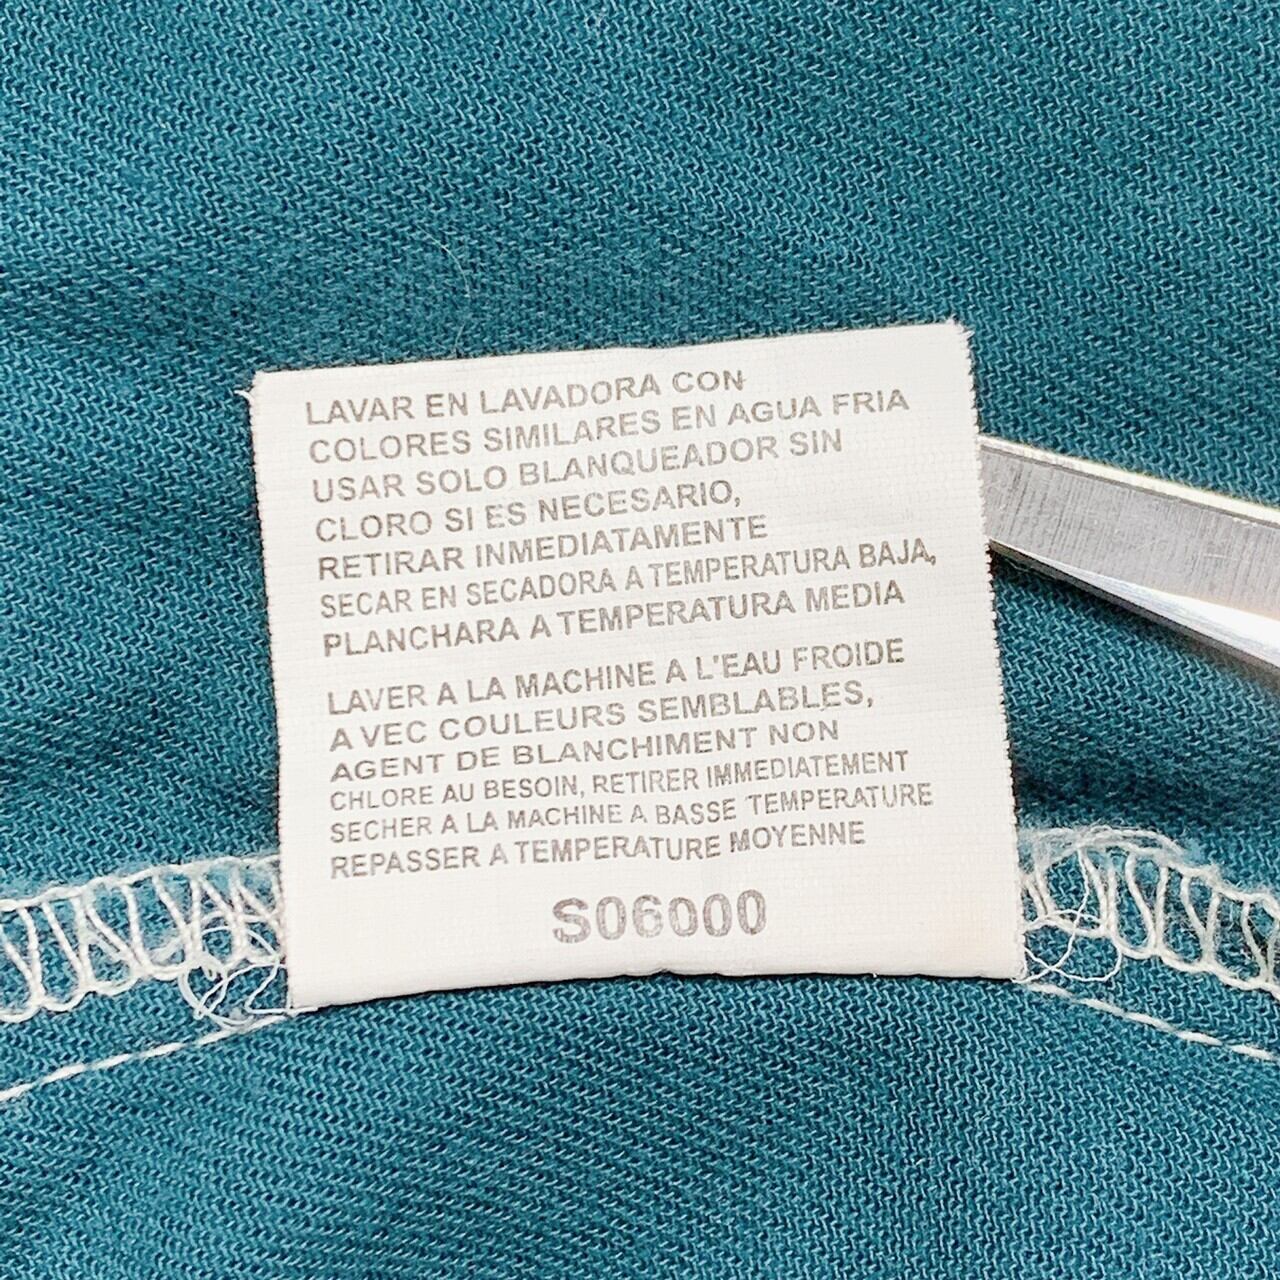 LAVAR EN LAVADORA CON
COLORES SIMILARES EN AGUA FRIA
USAR SOLO BLANQUEADOR SIN
CLORO SI ES NECESARIO,
RETIRAR INMEDIATAMENTE
SECAR EN SECADORA A TEMPERATURA BAJA,
PLANCHARA A TEMPERATURA MEDIA
LAVER A LA MACHINE A L'EAU FROIDE
AVEC COULEURS SEMBLABLES,
AGENT DE BLANCHIMENT NON
CHLORE AU BESOIN, RETIRER IMMEDIATEMENT
SECHER A LA MACHINE A BASSE TEMPERATURE
REPASSER A TEMPERATURE MOYENNE
S06000